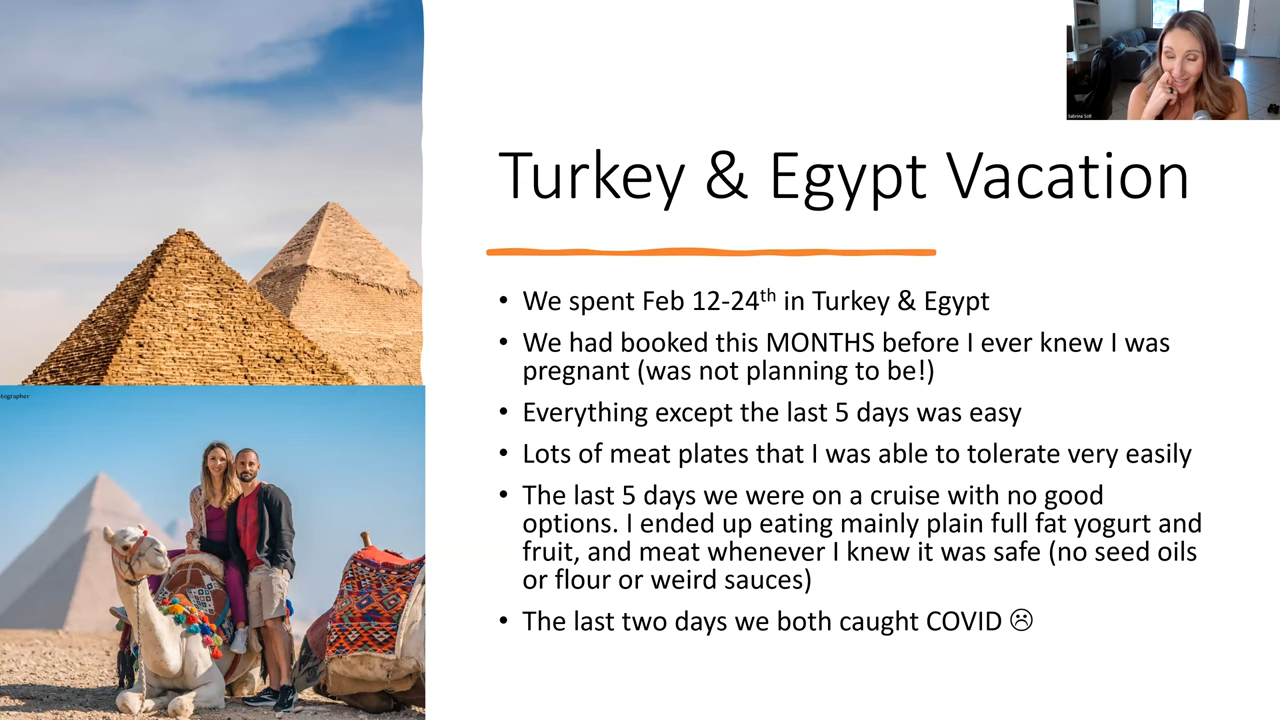 Sabrina Solt
Turkey & Egypt Vacation
• We spent Feb 12-24th in Turkey & Egypt
• We had booked this MONTHS before I ever knew I was
pregnant (was not planning to be!)
• Everything except the last 5 days was easy
• Lots of meat plates that I was able to tolerate very easily
• The last 5 days we were on a cruise with no good
options. I ended up eating mainly plain full fat yogurt and
fruit, and meat whenever I knew it was safe (no seed oils
or flour or weird sauces)
• The last two days we both caught COVID ☹
tographer